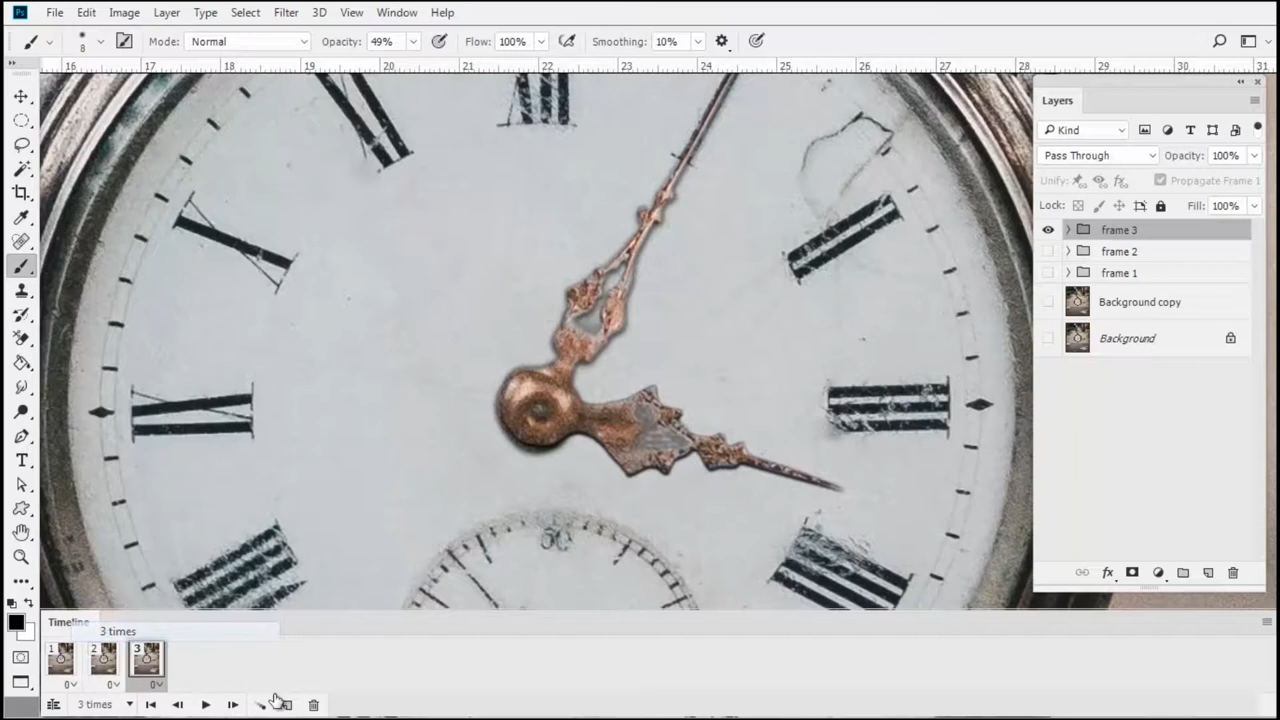 Ps File Edit Image Layer Type Select Filter 3D View Window Help
8 Mode: Normal Opacity: 49% Flow: 100% Smoothing: 10%
16 17 18 19 20 21 22 23 24 25 26 27 28 29 30 31
Layers
Kind
Pass Through Opacity: 100%
Unify: Propagate Frame 1
Lock: Fill: 100%
frame 3
frame 2
frame 1
Background copy
Background
60
Timeline
3 times
1 2 3
0 0 0
3 times